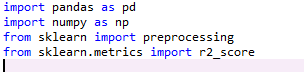 import pandas as pd
import numpy as np
from sklearn import preprocessing
from sklearn.metrics import r2_score